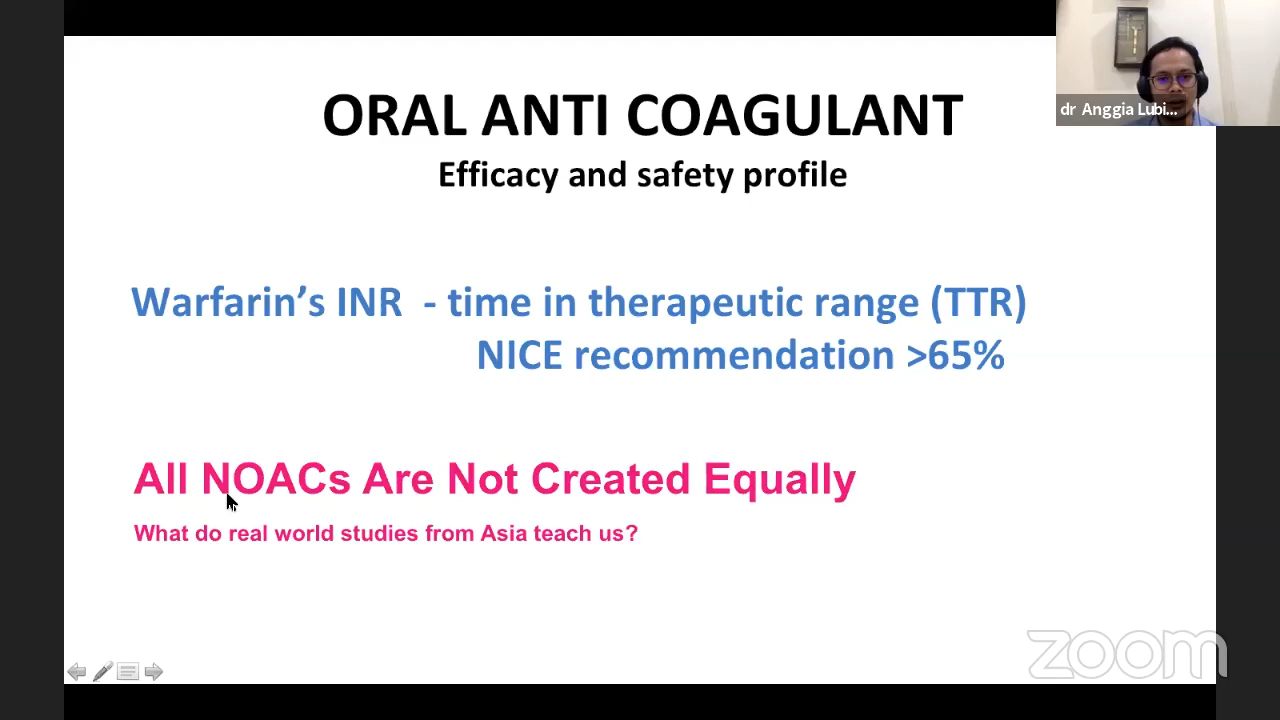 ORAL ANTI COAGULANT
Efficacy and safety profile
dr Anggia Lubi...
Warfarin’s INR - time in therapeutic range (TTR)
NICE recommendation >65%
All NOACs Are Not Created Equally
What do real world studies from Asia teach us?
zoom